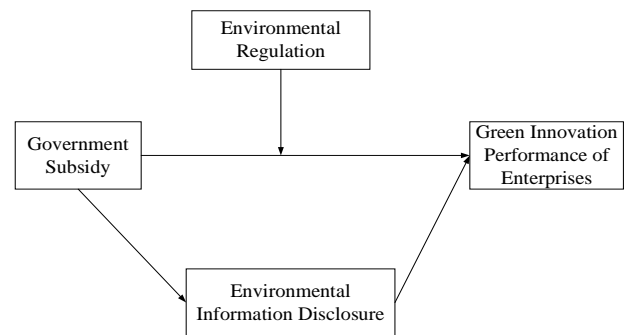 Environmental
Regulation
Government
Subsidy
Green Innovation
Performance of
Enterprises
Environmental
Information Disclosure